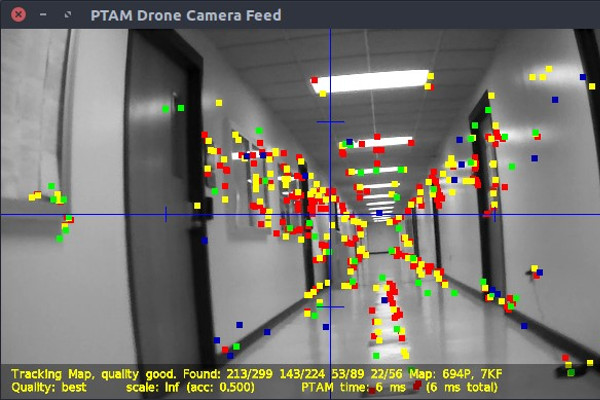 PTAM Drone Camera Feed
Tracking Map, quality good. Found: 213/299 143/224 53/89 22/56 Map: 694P, 7KF
Quality: best scale: inf (acc: 0.500) PTAM time: 6 ms (6 ms total)